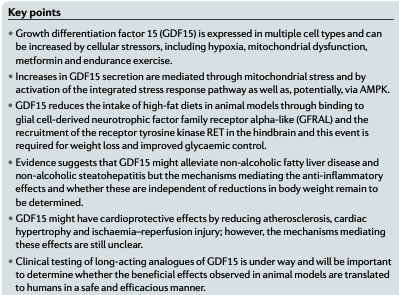 Key points
• Growth differentiation factor 15 (GDF15) is expressed in multiple cell types and can
be increased by cellular stressors, including hypoxia, mitochondrial dysfunction,
metformin and endurance exercise.
• Increases in GDF15 secretion are mediated through mitochondrial stress and by
activation of the integrated stress response pathway as well as, potentially, via AMPK.
• GDF15 reduces the intake of high-fat diets in animal models through binding to
glial cell-derived neurotrophic factor family receptor alpha-like (GFRAL) and the
recruitment of the receptor tyrosine kinase RET in the hindbrain and this event is
required for weight loss and improved glycaemic control.
• Evidence suggests that GDF15 might alleviate non-alcoholic fatty liver disease and
non-alcoholic steatohepatitis but the mechanisms mediating the anti-inflammatory
effects and whether these are independent of reductions in body weight remain to
be determined.
• GDF15 might have cardioprotective effects by reducing atherosclerosis, cardiac
hypertrophy and ischaemia–reperfusion injury; however, the mechanisms mediating
these effects are still unclear.
• Clinical testing of long-acting analogues of GDF15 is under way and will be important
to determine whether the beneficial effects observed in animal models are translated
to humans in a safe and efficacious manner.